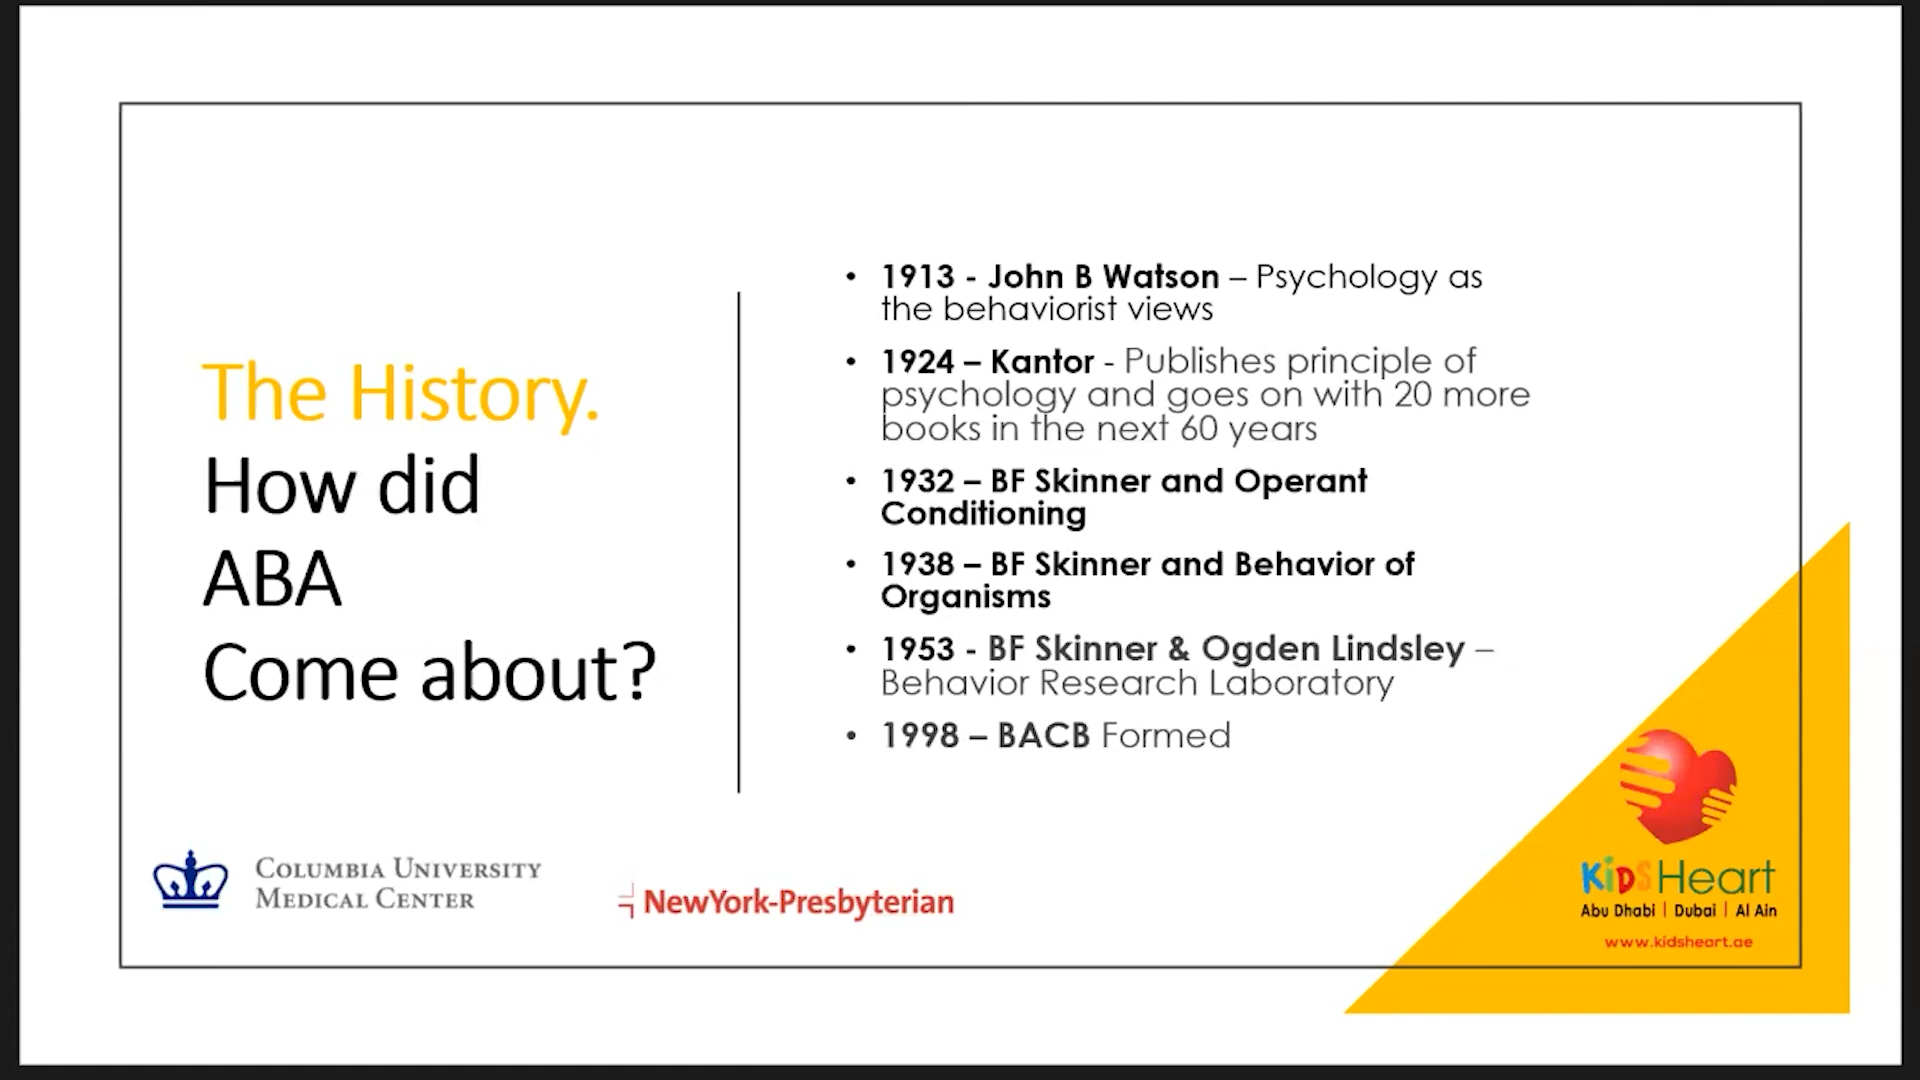 The History.
How did
ABA
Come about?
• 1913 - John B Watson – Psychology as
the behaviorist views
• 1924 – Kantor - Publishes principle of
psychology and goes on with 20 more
books in the next 60 years
• 1932 – BF Skinner and Operant
Conditioning
• 1938 – BF Skinner and Behavior of
Organisms
• 1953 - BF Skinner & Ogden Lindsley –
Behavior Research Laboratory
• 1998 – BACB Formed
COLUMBIA UNIVERSITY
MEDICAL CENTER
NewYork-Presbyterian
KiDS Heart
Abu Dhabi | Dubai | Al Ain
www.kidsheart.ae